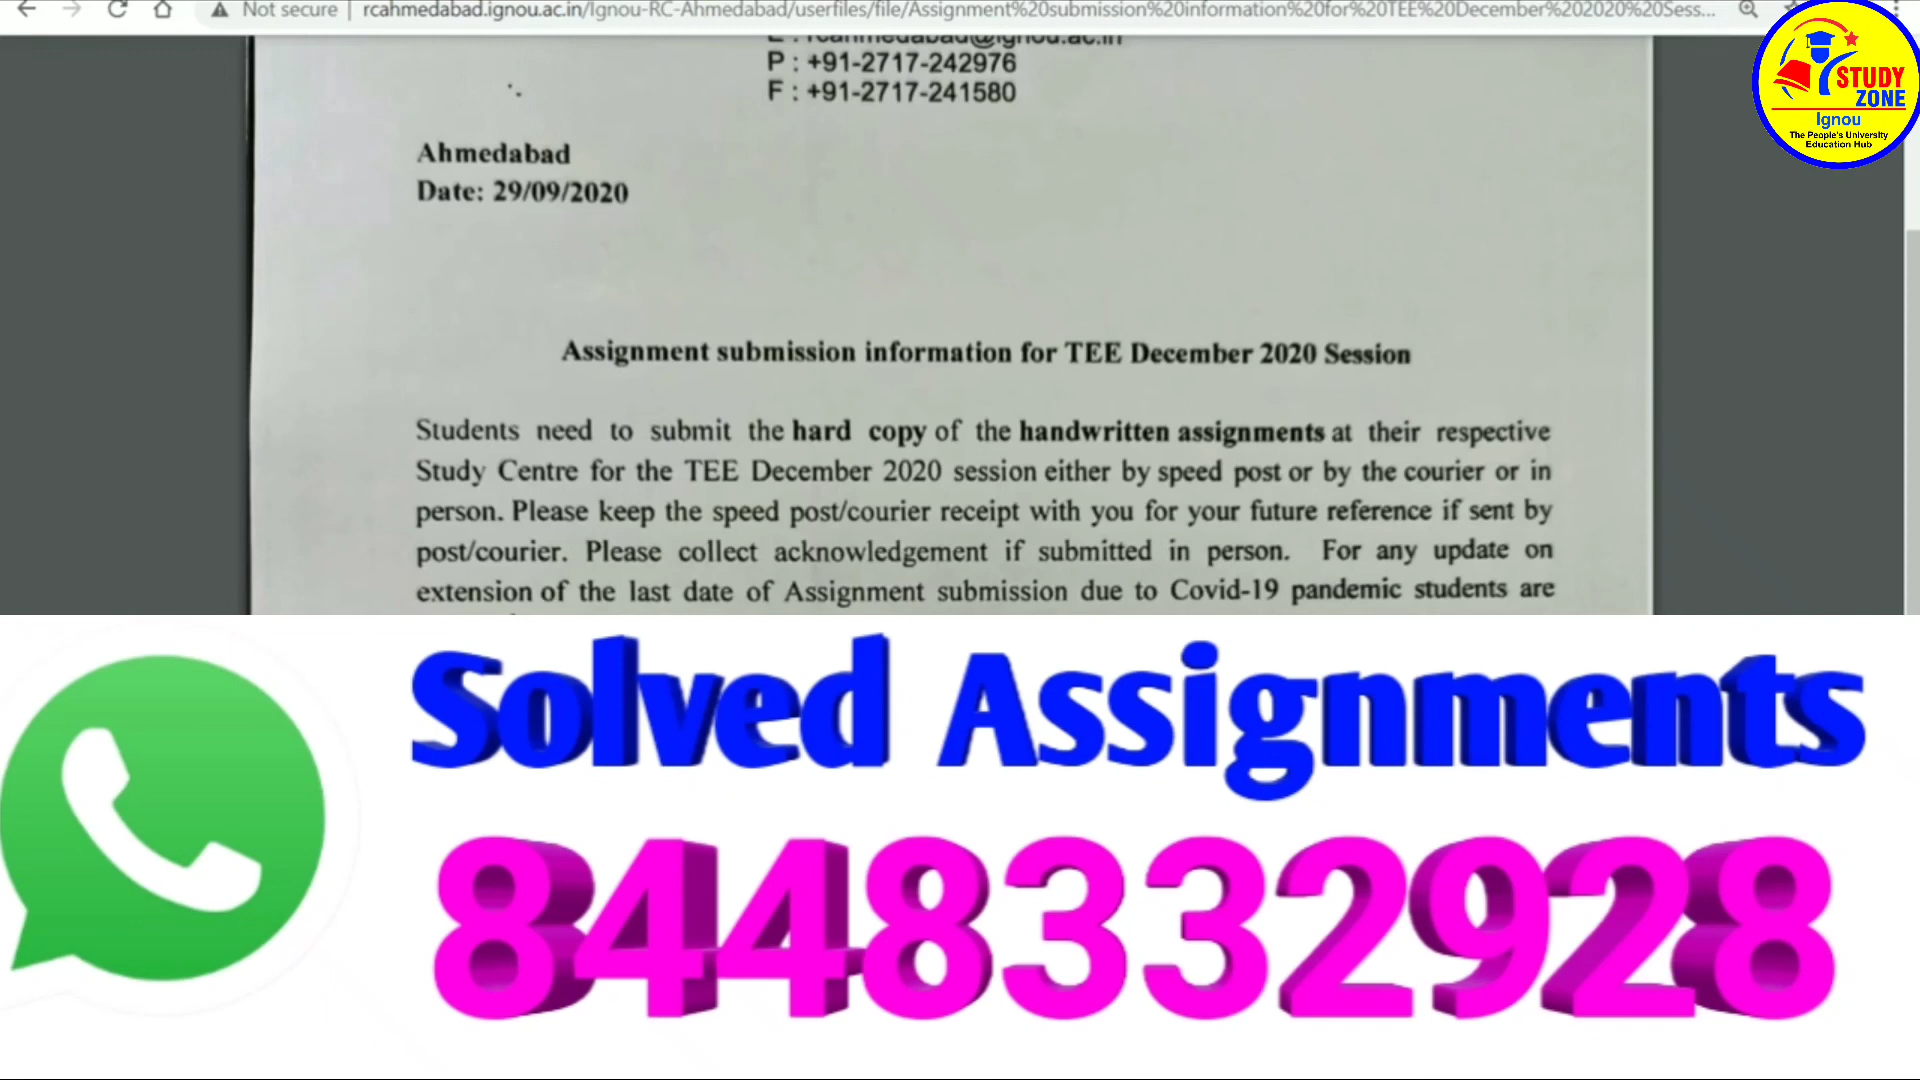 Not secure | rcahmedabad.ignou.ac.in/Ignou-RC-Ahmedabad/userfiles/file/Assignment%20submission%20information%20for%20TEE%20December%202020%20Sess...
E : rcahmedabad@ignou.ac.in
P : +91-2717-242976
F : +91-2717-241580
STUDY
ZONE
Ignou
The People's University
Education Hub
Ahmedabad
Date: 29/09/2020
Assignment submission information for TEE December 2020 Session
Students need to submit the hard copy of the handwritten assignments at their respective
Study Centre for the TEE December 2020 session either by speed post or by the courier or in
person. Please keep the speed post/courier receipt with you for your future reference if sent by
post/courier. Please collect acknowledgement if submitted in person. For any update on
extension of the last date of Assignment submission due to Covid-19 pandemic students are
Solved Assignments
8448332928